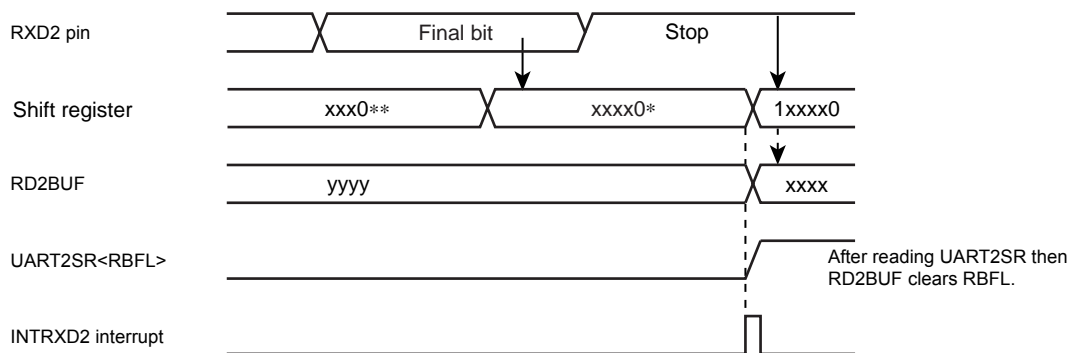 RXD2 pin
Final bit
Stop
Shift register
xxx0**
xxxx0*
1xxxx0
RD2BUF
yyyy
xxxx
UART2SR<RBFL>
After reading UART2SR then
RD2BUF clears RBFL.
INTRXD2 interrupt